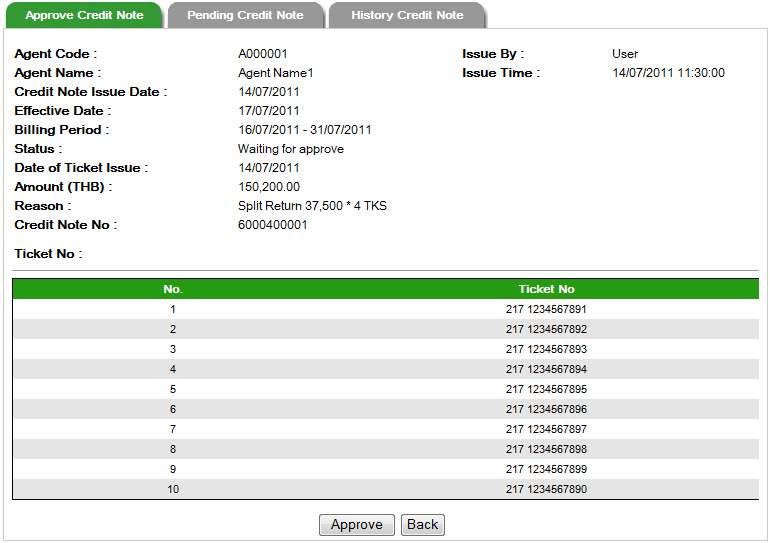 Approve Credit Note Pending Credit Note History Credit Note
Agent Code : A000001 Issue By : User
Agent Name : Agent Name1 Issue Time : 14/07/2011 11:30:00
Credit Note Issue Date : 14/07/2011
Effective Date : 17/07/2011
Billing Period : 16/07/2011 - 31/07/2011
Status : Waiting for approve
Date of Ticket Issue : 14/07/2011
Amount (THB) : 150,200.00
Reason : Split Return 37,500 * 4 TKS
Credit Note No : 6000400001
Ticket No :
No. Ticket No
1 217 1234567891
2 217 1234567892
3 217 1234567893
4 217 1234567894
5 217 1234567895
6 217 1234567896
7 217 1234567897
8 217 1234567898
9 217 1234567899
10 217 1234567890
Approve Back